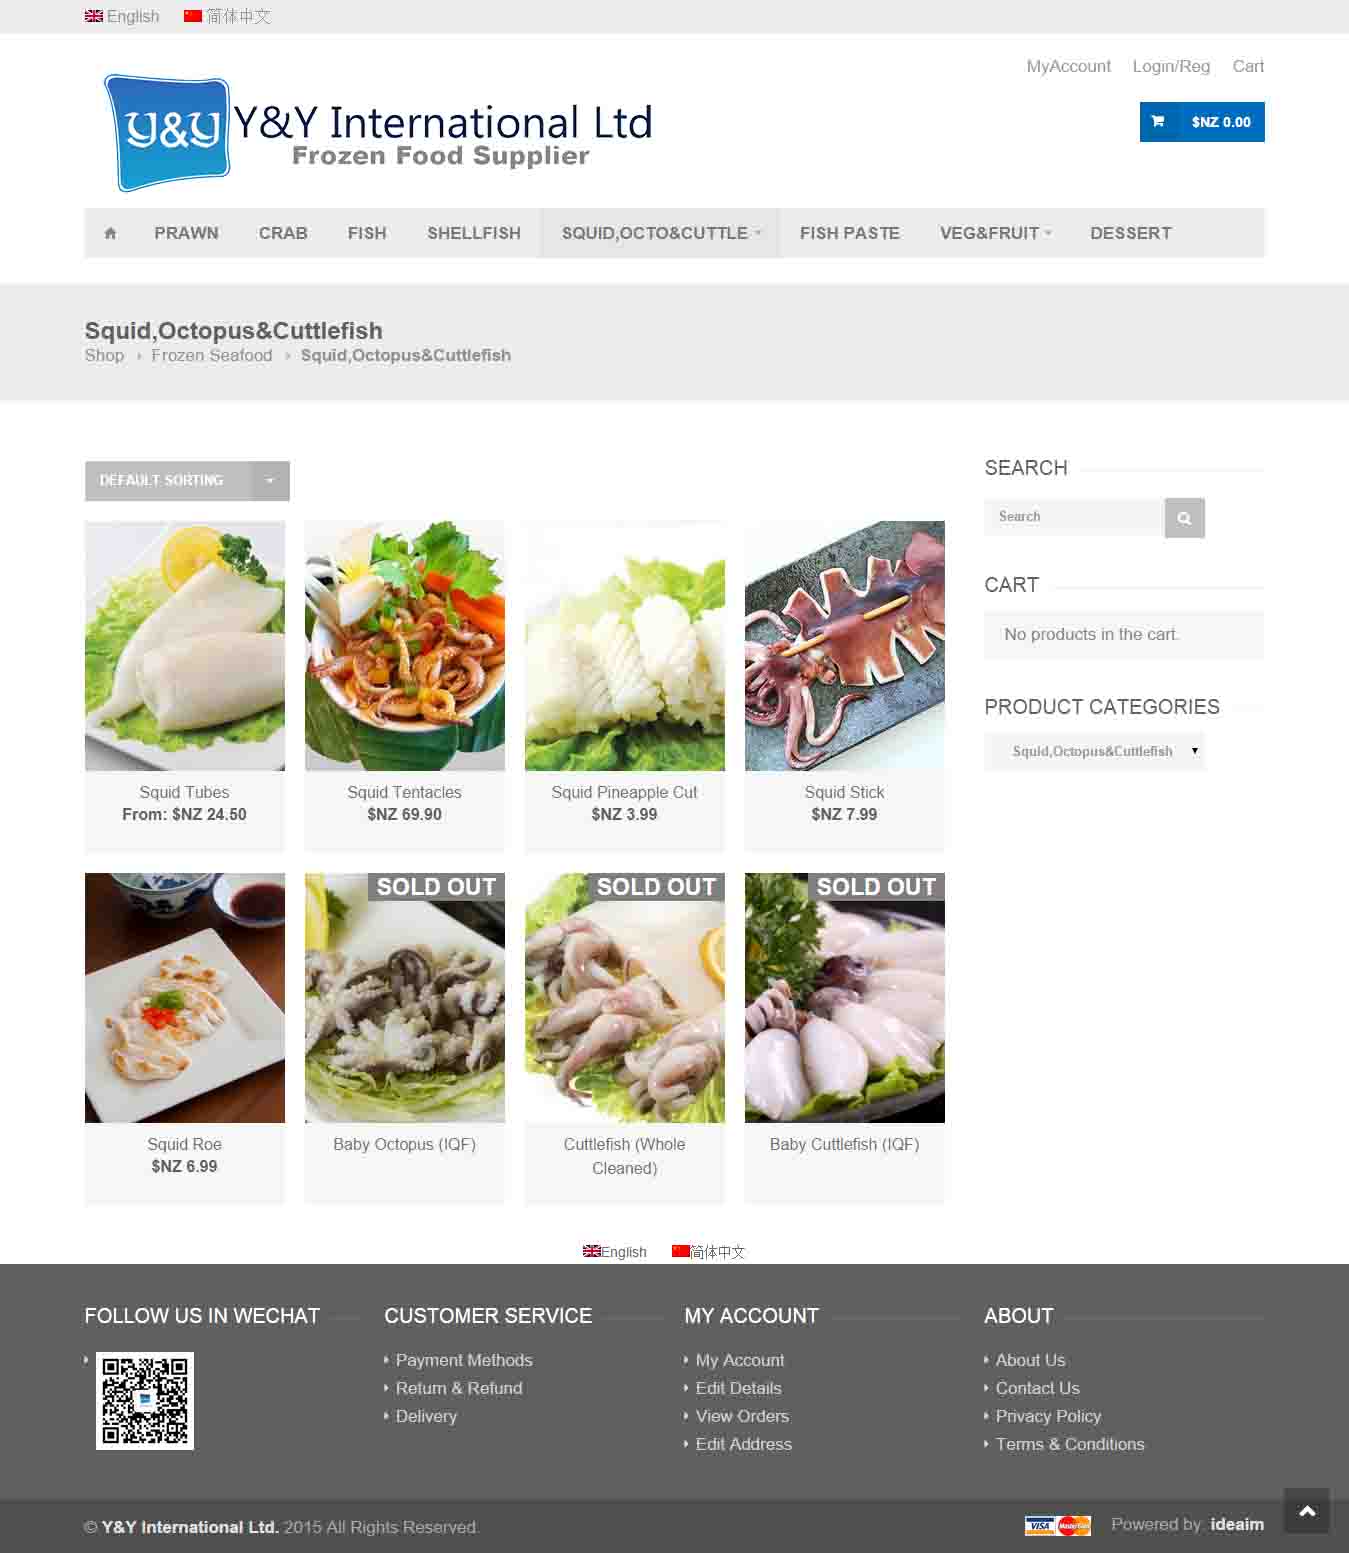 English 简体中文
MyAccount Login/Reg Cart
y&y Y&Y International Ltd
Frozen Food Supplier
$NZ 0.00
PRAWN CRAB FISH SHELLFISH SQUID,OCTO&CUTTLE FISH PASTE VEG&FRUIT DESSERT
Squid,Octopus&Cuttlefish
Shop › Frozen Seafood › Squid,Octopus&Cuttlefish
DEFAULT SORTING
SEARCH
Search
CART
No products in the cart.
PRODUCT CATEGORIES
Squid,Octopus&Cuttlefish
Squid Tubes
From: $NZ 24.50
Squid Tentacles
$NZ 69.90
Squid Pineapple Cut
$NZ 3.99
Squid Stick
$NZ 7.99
Squid Roe
$NZ 6.99
SOLD OUT
Baby Octopus (IQF)
SOLD OUT
Cuttlefish (Whole
Cleaned)
SOLD OUT
Baby Cuttlefish (IQF)
English 简体中文
FOLLOW US IN WECHAT
CUSTOMER SERVICE
Payment Methods
Return & Refund
Delivery
MY ACCOUNT
My Account
Edit Details
View Orders
Edit Address
ABOUT
About Us
Contact Us
Privacy Policy
Terms & Conditions
© Y&Y International Ltd. 2015 All Rights Reserved.
VISA MasterCard Powered by: ideaim